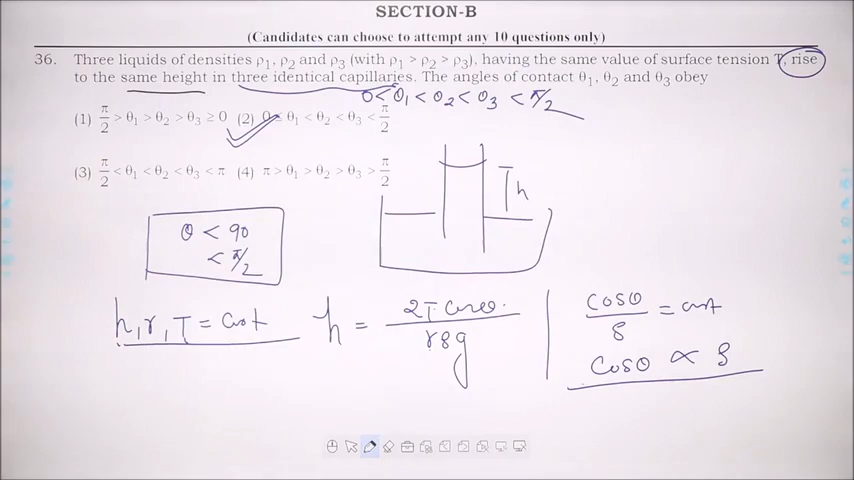 SECTION-B
(Candidates can choose to attempt any 10 questions only)
36. Three liquids of densities ρ₁, ρ₂ and ρ₃ (with ρ₁ > ρ₂ > ρ₃), having the same value of surface tension T, rise
to the same height in three identical capillaries. The angles of contact θ₁, θ₂ and θ₃ obey
0 < θ₁ < θ₂ < θ₃ < π/2
(1) π/2 > θ₁ > θ₂ > θ₃ ≥ 0 (2) 0 ≤ θ₁ < θ₂ < θ₃ < π/2
(3) π/2 < θ₁ < θ₂ < θ₃ < π (4) π > θ₁ > θ₂ > θ₃ > π/2
h
θ < 90
< π/2
h, r, T = const
h = 2T cosθ / rρg
cosθ / ρ = const
cosθ ∝ ρ